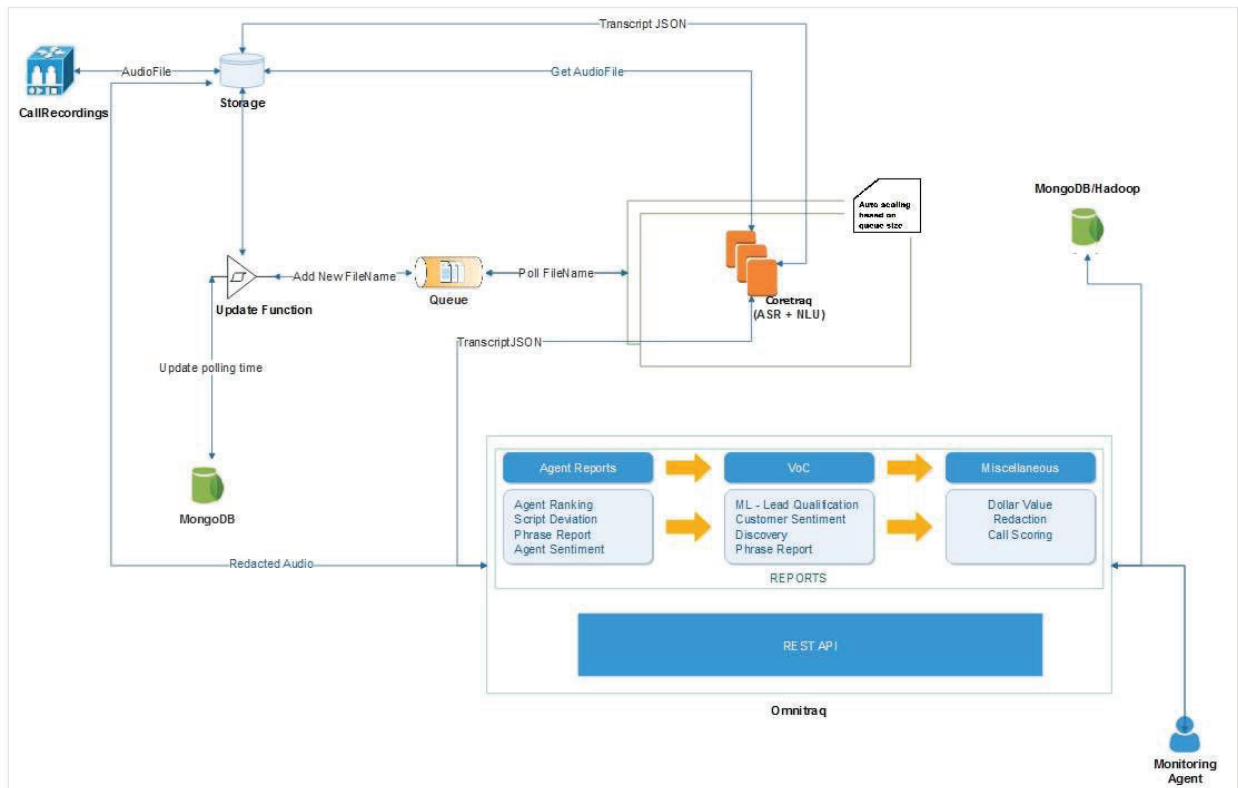 Transcript JSON
AudioFile
Get AudioFile
CallRecordings
Storage
MongoDB/Hadoop
Auto scaling
based on
queue size
Add New FileName
Poll FileName
Queue
Update Function
Coretraq
(ASR + NLU)
TranscriptJSON
Update polling time
MongoDB
Agent Reports
VoC
Miscellaneous
Agent Ranking
Script Deviation
Phrase Report
Agent Sentiment
ML - Lead Qualification
Customer Sentiment
Discovery
Phrase Report
Dollar Value
Redaction
Call Scoring
Redacted Audio
REPORTS
REST API
Omnitraq
Monitoring
Agent